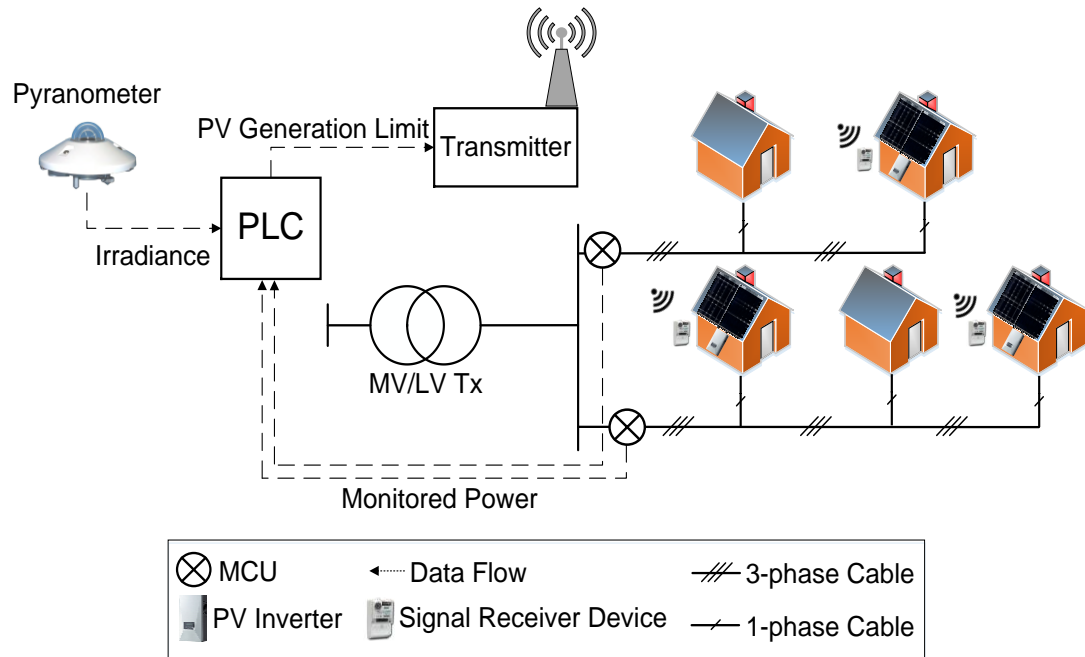 Pyranometer
PV Generation Limit
Transmitter
PLC
Irradiance
MV/LV Tx
Monitored Power
MCU
Data Flow
3-phase Cable
PV Inverter
Signal Receiver Device
1-phase Cable